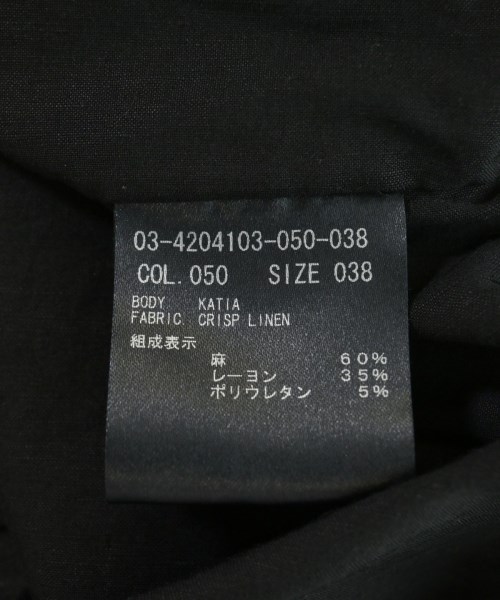 03-4204103-050-038
COL.050 SIZE 038
BODY. KATIA
FABRIC. CRISP LINEN
組成表示
麻 60%
レーヨン 35%
ポリウレタン 5%